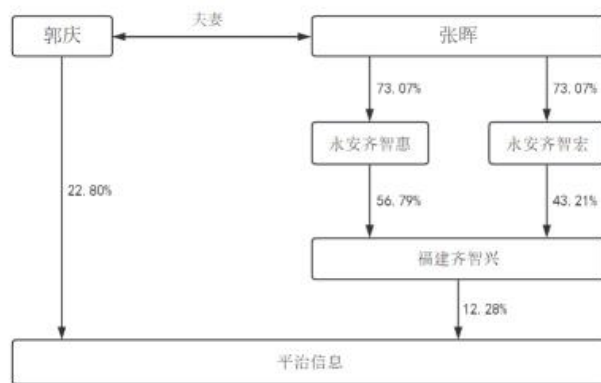 夫妻
郭庆
张晖
73.07%
73.07%
永安齐智惠
永安齐智宏
22.80%
56.79%
43.21%
福建齐智兴
12.28%
平治信息